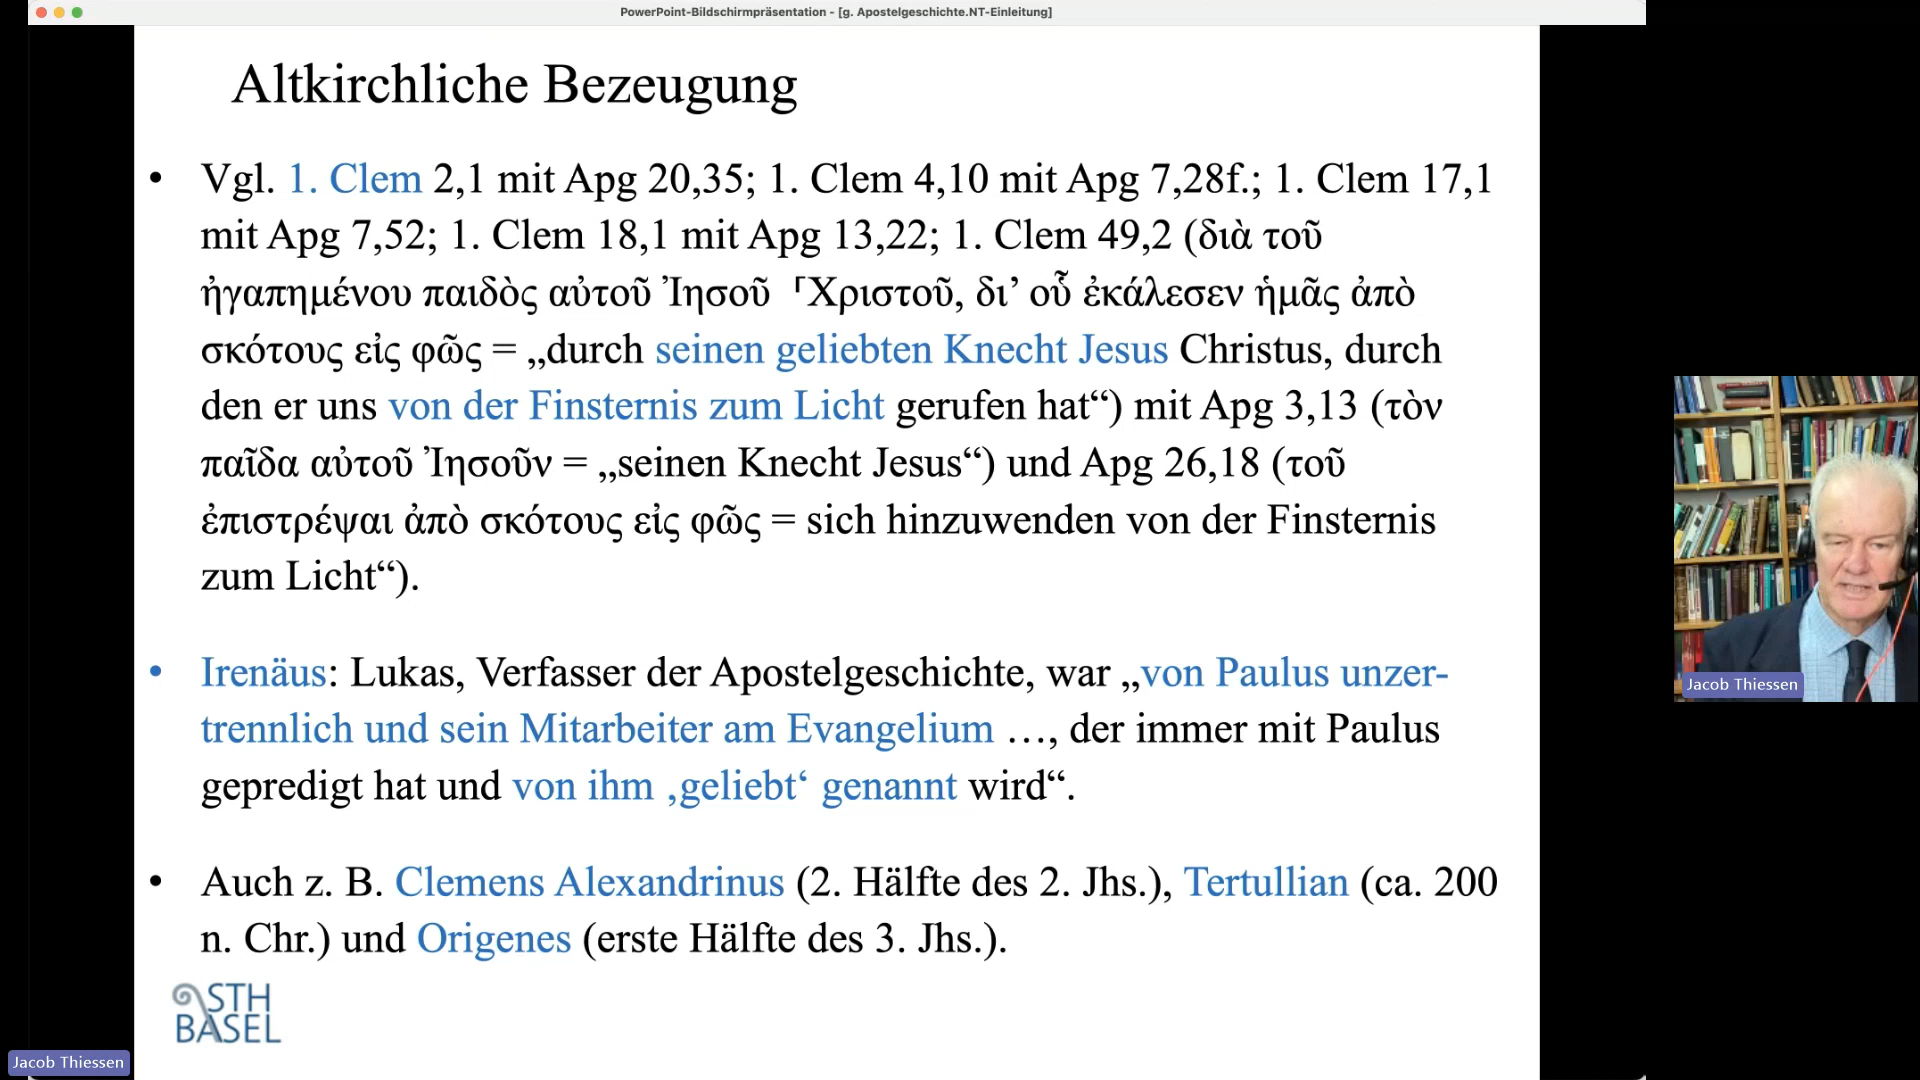 PowerPoint-Bildschirmpräsentation - [g. Apostelgeschichte.NT-Einleitung]
Altkirchliche Bezeugung
• Vgl. 1. Clem 2,1 mit Apg 20,35; 1. Clem 4,10 mit Apg 7,28f.; 1. Clem 17,1
mit Apg 7,52; 1. Clem 18,1 mit Apg 13,22; 1. Clem 49,2 (διὰ τοῦ
ἠγαπημένου παιδὸς αὐτοῦ Ἰησοῦ ⸀Χριστοῦ, δι’ οὗ ἐκάλεσεν ἡμᾶς ἀπὸ
σκότους εἰς φῶς = „durch seinen geliebten Knecht Jesus Christus, durch
den er uns von der Finsternis zum Licht gerufen hat“) mit Apg 3,13 (τὸν
παῖδα αὐτοῦ Ἰησοῦν = „seinen Knecht Jesus“) und Apg 26,18 (τοῦ
ἐπιστρέψαι ἀπὸ σκότους εἰς φῶς = sich hinzuwenden von der Finsternis
zum Licht“).
• Irenäus: Lukas, Verfasser der Apostelgeschichte, war „von Paulus unzer-
trennlich und sein Mitarbeiter am Evangelium …, der immer mit Paulus
gepredigt hat und von ihm ‚geliebt‘ genannt wird“.
• Auch z. B. Clemens Alexandrinus (2. Hälfte des 2. Jhs.), Tertullian (ca. 200
n. Chr.) und Origenes (erste Hälfte des 3. Jhs.).
STH
BASEL
Jacob Thiessen
Jacob Thiessen